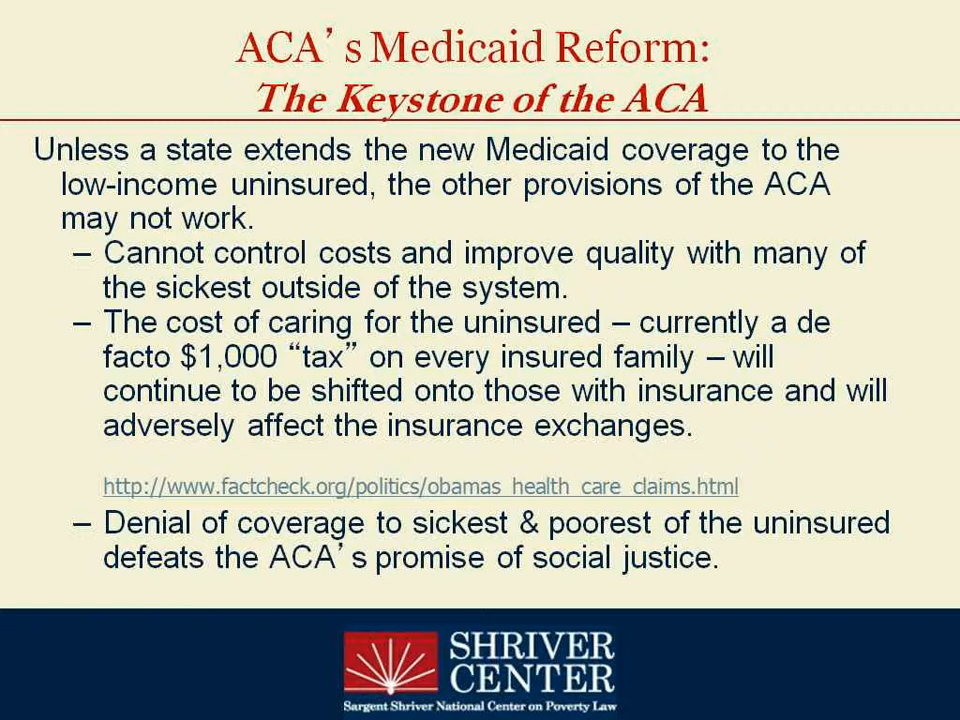 ACA’s Medicaid Reform:
The Keystone of the ACA
Unless a state extends the new Medicaid coverage to the
low-income uninsured, the other provisions of the ACA
may not work.
– Cannot control costs and improve quality with many of
the sickest outside of the system.
– The cost of caring for the uninsured – currently a de
facto $1,000 “tax” on every insured family – will
continue to be shifted onto those with insurance and will
adversely affect the insurance exchanges.
http://www.factcheck.org/politics/obamas_health_care_claims.html
– Denial of coverage to sickest & poorest of the uninsured
defeats the ACA’s promise of social justice.
SHRIVER
CENTER
Sargent Shriver National Center on Poverty Law